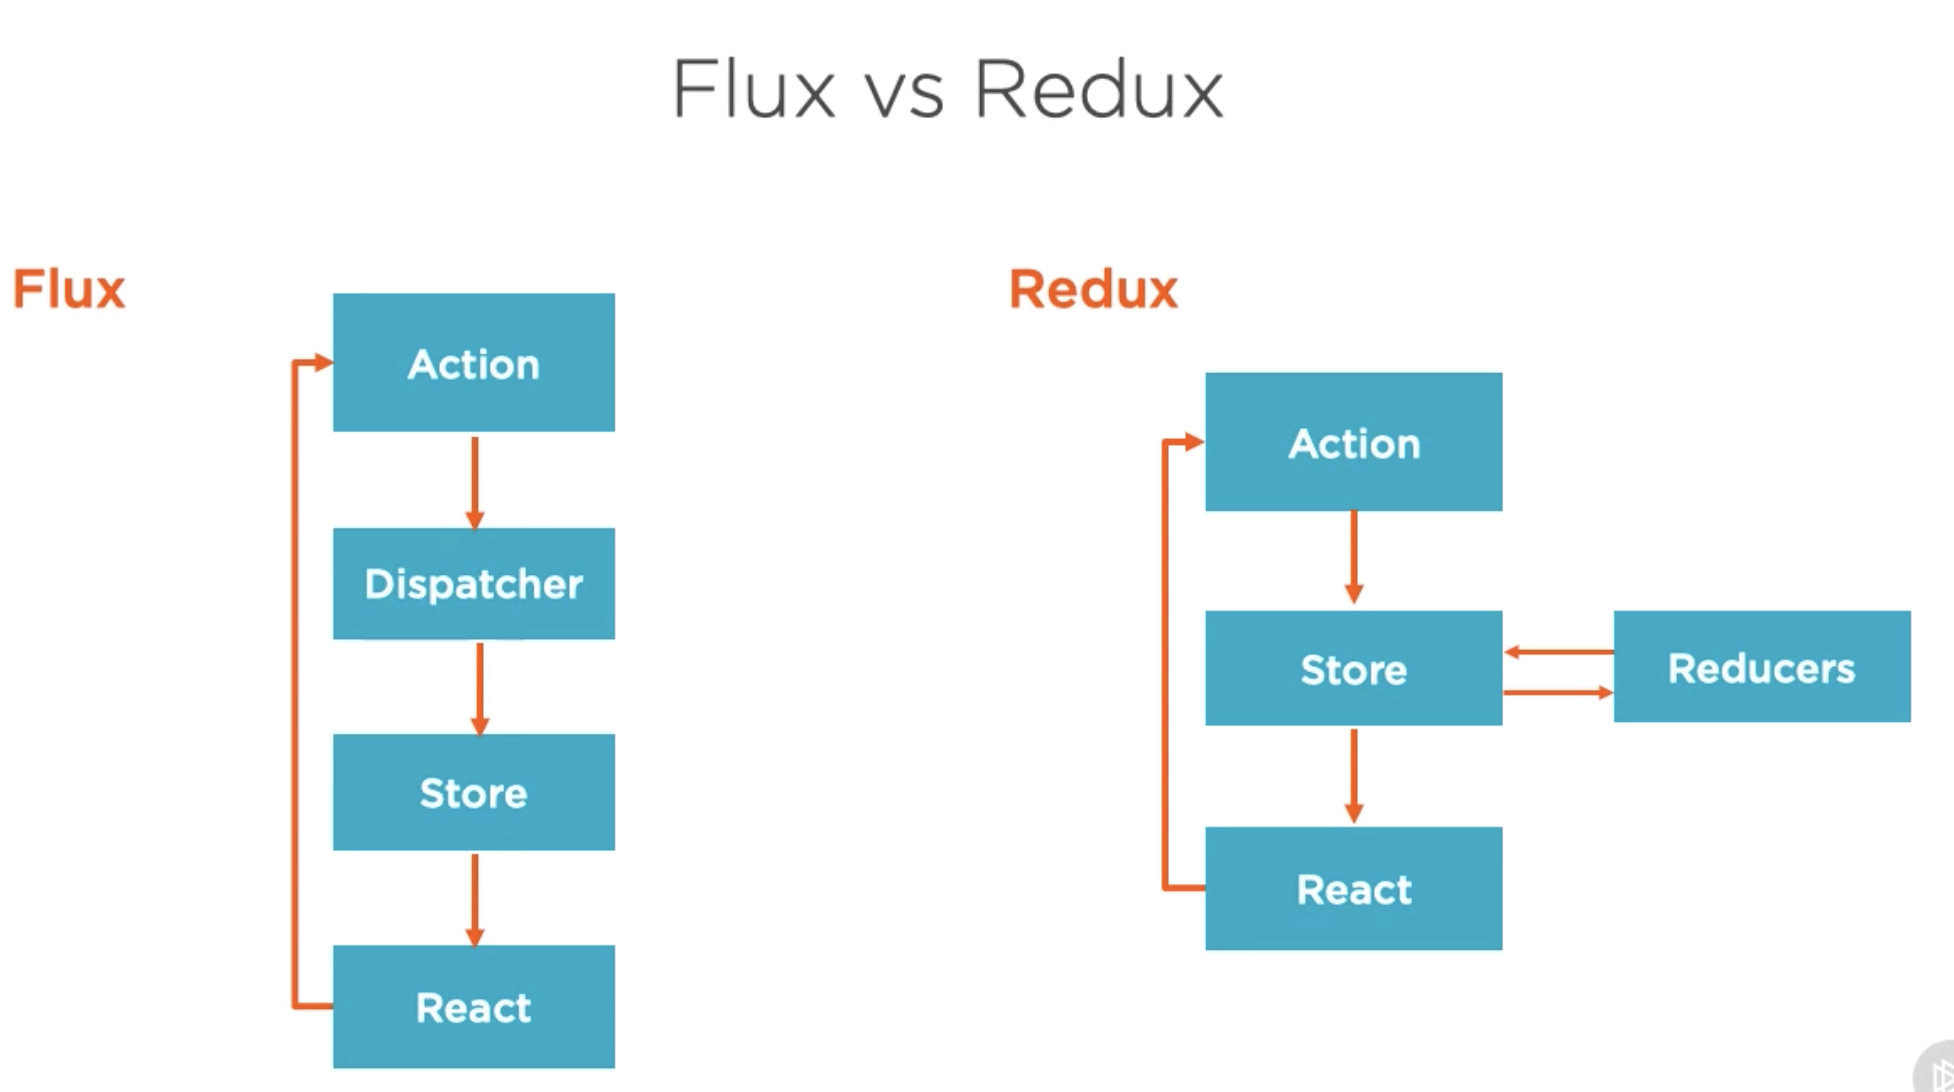 Flux vs Redux
Flux
Action
Dispatcher
Store
React
Redux
Action
Store
Reducers
React